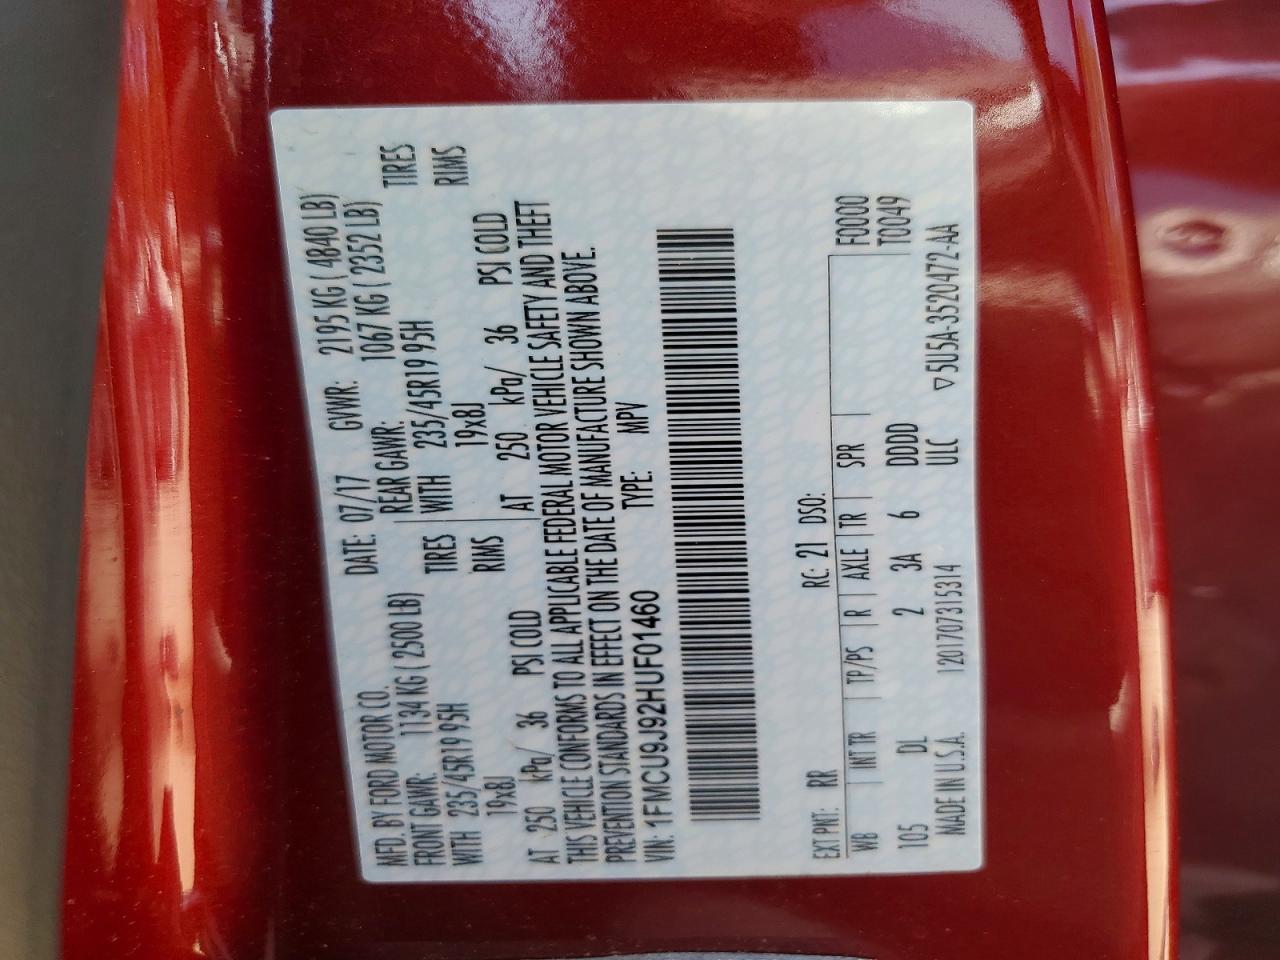 MFD. BY FORD MOTOR CO. DATE: 07/17 GVWR: 2195 KG ( 4840 LB)
FRONT GAWR: 1134 KG ( 2500 LB) REAR GAWR: 1067 KG ( 2352 LB)
WITH 235/45R19 95H TIRES WITH 235/45R19 95H TIRES
19x8J RIMS 19x8J RIMS
AT 250 kPa/ 36 PSI COLD AT 250 kPa/ 36 PSI COLD
THIS VEHICLE CONFORMS TO ALL APPLICABLE FEDERAL MOTOR VEHICLE SAFETY AND THEFT
PREVENTION STANDARDS IN EFFECT ON THE DATE OF MANUFACTURE SHOWN ABOVE.
VIN: 1FMCU9J92HUF01460 TYPE: MPV
EXT PNT: RR RC: 21 DSO: F0000
WB INT TR TP/PS R AXLE TR SPR T0049
105 DL 2 3A 6 DDDD
MADE IN U.S.A. 120170731 5314 ULC ▽5U5A-3520472-AA